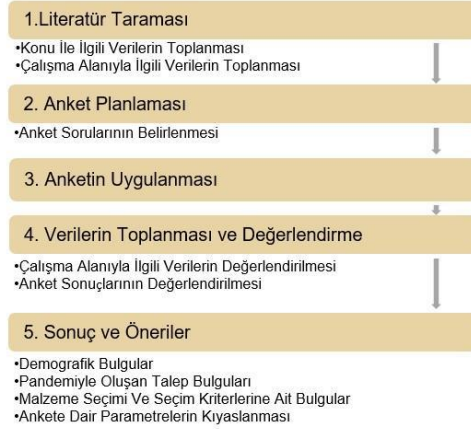 1.Literatür Taraması
•Konu İle İlgili Verilerin Toplanması
•Çalışma Alanıyla İlgili Verilerin Toplanması
2. Anket Planlaması
•Anket Sorularının Belirlenmesi
3. Anketin Uygulanması
4. Verilerin Toplanması ve Değerlendirme
•Çalışma Alanıyla İlgili Verilerin Değerlendirilmesi
•Anket Sonuçlarının Değerlendirilmesi
5. Sonuç ve Öneriler
•Demografik Bulgular
•Pandemiyle Oluşan Talep Bulguları
•Malzeme Seçimi Ve Seçim Kriterlerine Ait Bulgular
•Ankete Dair Parametrelerin Kıyaslanması